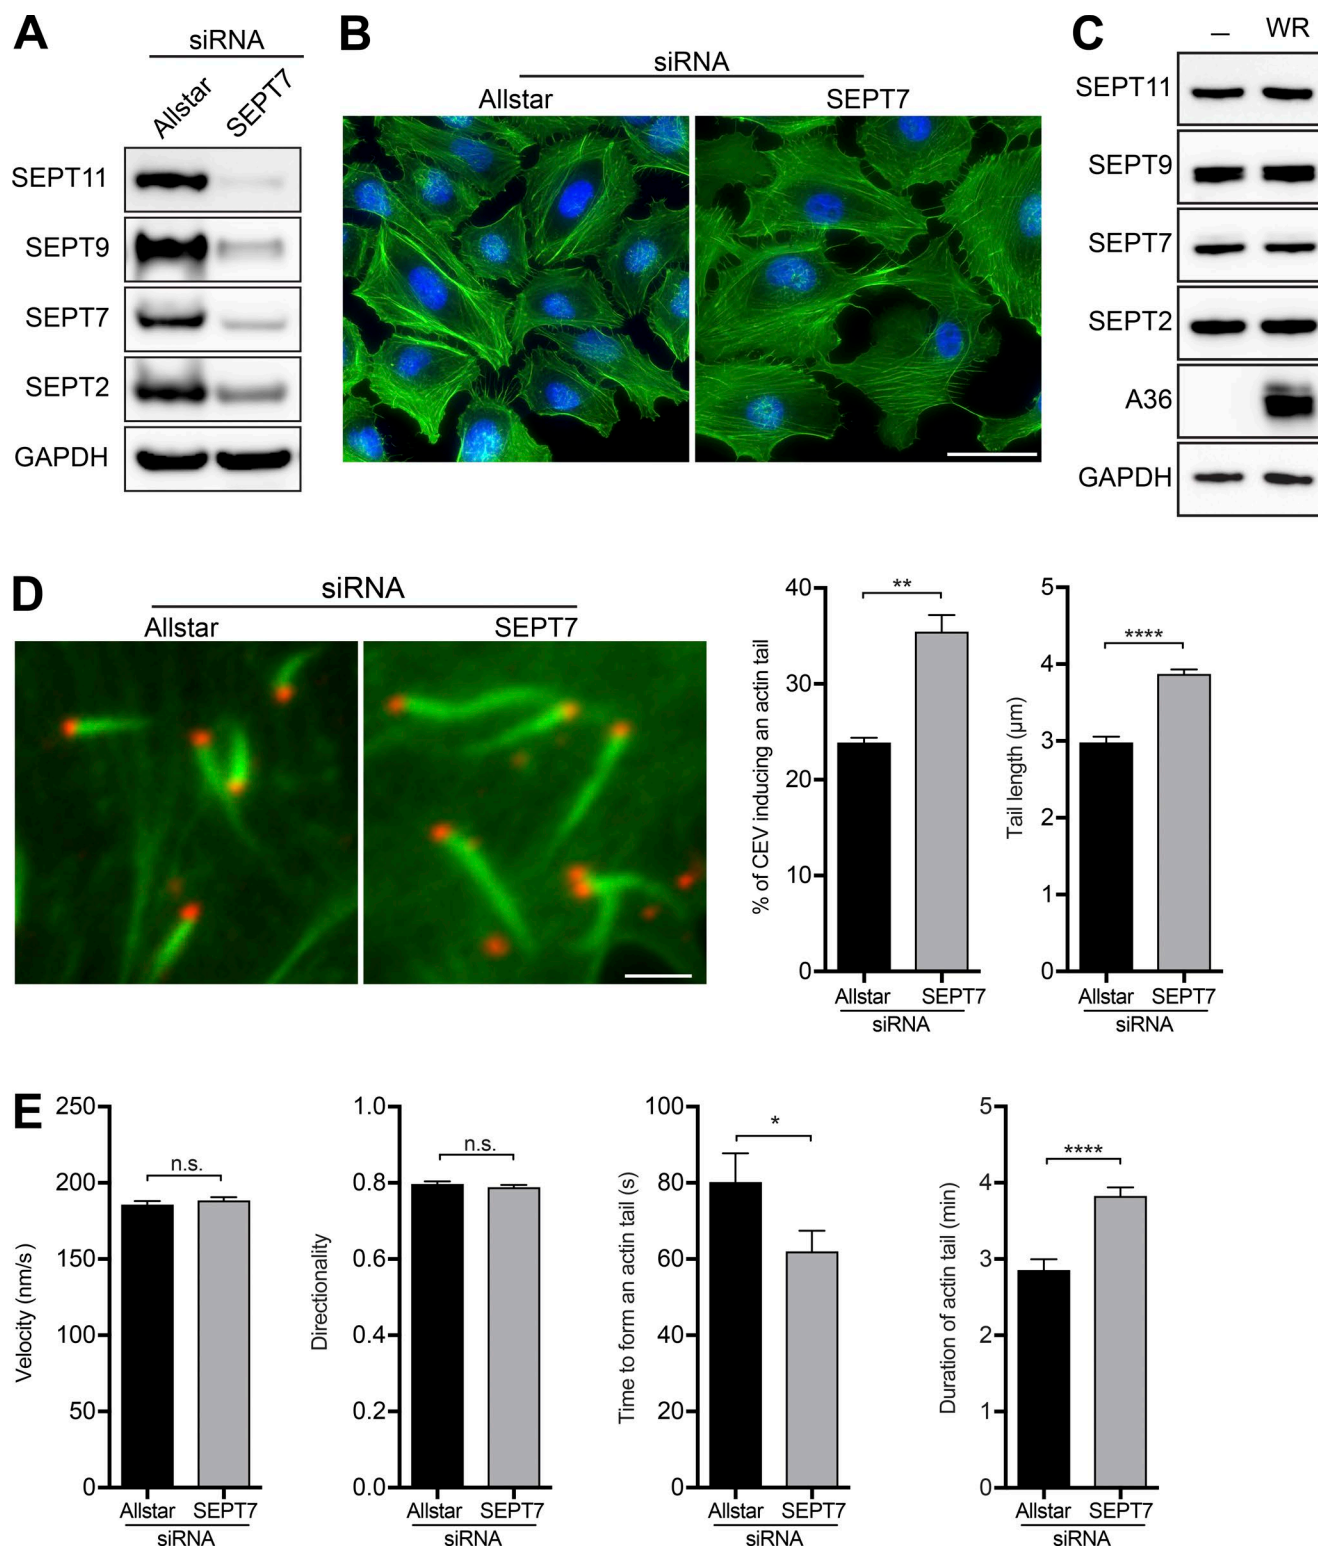 A
siRNA
Allstar SEPT7
SEPT11
SEPT9
SEPT7
SEPT2
GAPDH
B
siRNA
Allstar SEPT7
C
– WR
SEPT11
SEPT9
SEPT7
SEPT2
A36
GAPDH
D
siRNA
Allstar SEPT7
% of CEV inducing an actin tail
40
30
20
10
0
**
Allstar SEPT7
siRNA
Tail length (µm)
5
4
3
2
1
0
****
Allstar SEPT7
siRNA
E
Velocity (nm/s)
250
200
150
100
50
0
n.s.
Allstar SEPT7
siRNA
Directionality
1.0
0.8
0.6
0.4
0.2
0.0
n.s.
Allstar SEPT7
siRNA
Time to form an actin tail (s)
100
80
60
40
20
0
*
Allstar SEPT7
siRNA
Duration of actin tail (min)
5
4
3
2
1
0
****
Allstar SEPT7
siRNA